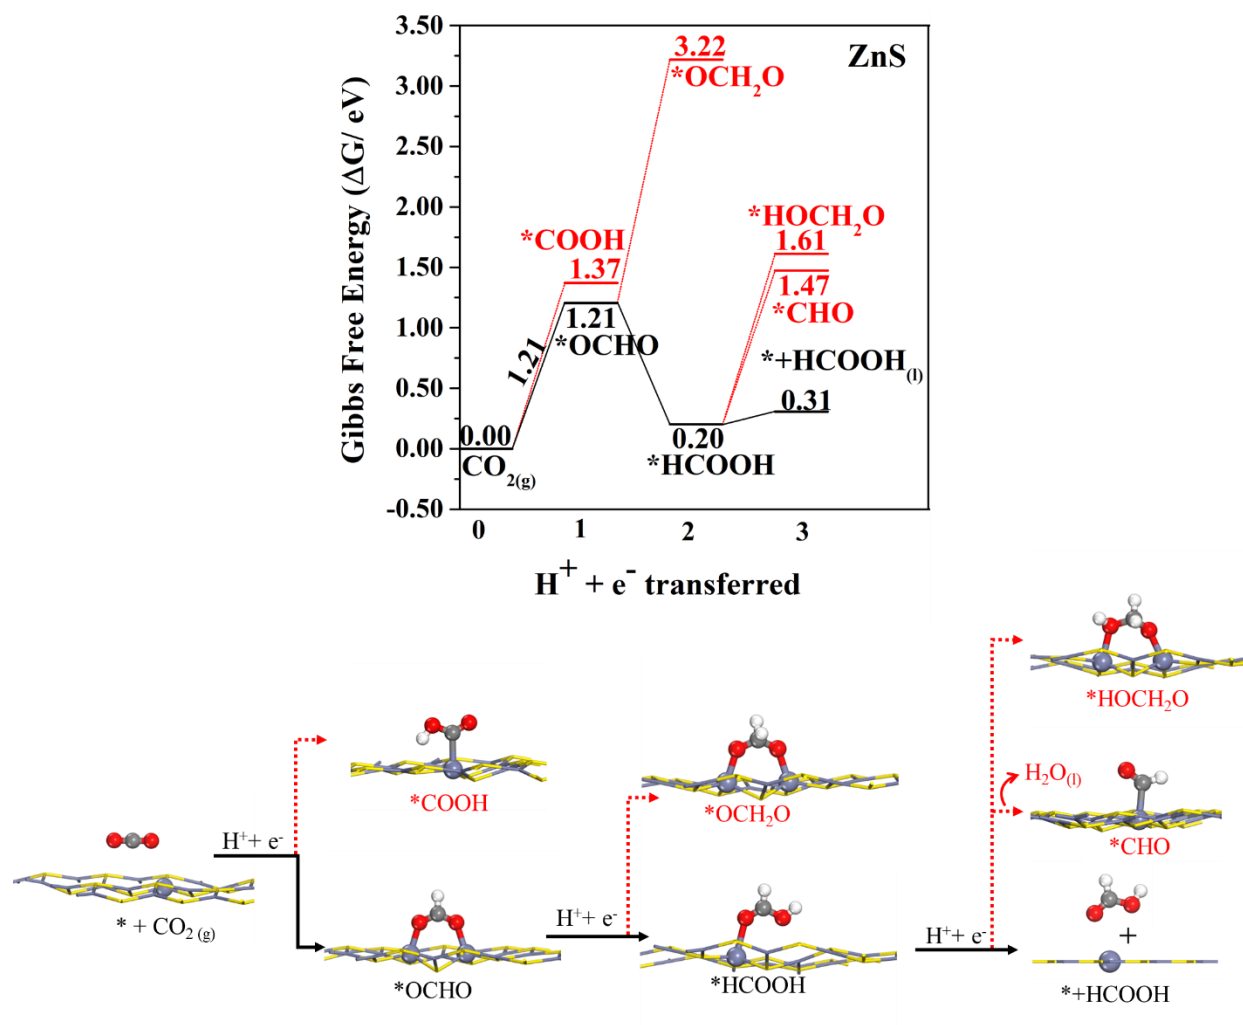 ZnS
Gibbs Free Energy (ΔG/ eV)
3.50
3.00
2.50
2.00
1.50
1.00
0.50
0.00
-0.50
3.22
*OCH₂O
*HOCH₂O
1.61
*COOH
1.37
1.47
*CHO
1.21
1.21
*OCHO
*+HCOOH(l)
0.31
0.00
CO₂(g)
0.20
*HCOOH
0 1 2 3
H⁺ + e⁻ transferred
*HOCH₂O
*COOH
*OCH₂O
H₂O(l)
*CHO
H⁺+ e⁻
* + CO₂ (g)
*OCHO
H⁺+ e⁻
*HCOOH
H⁺+ e⁻
+
*+HCOOH